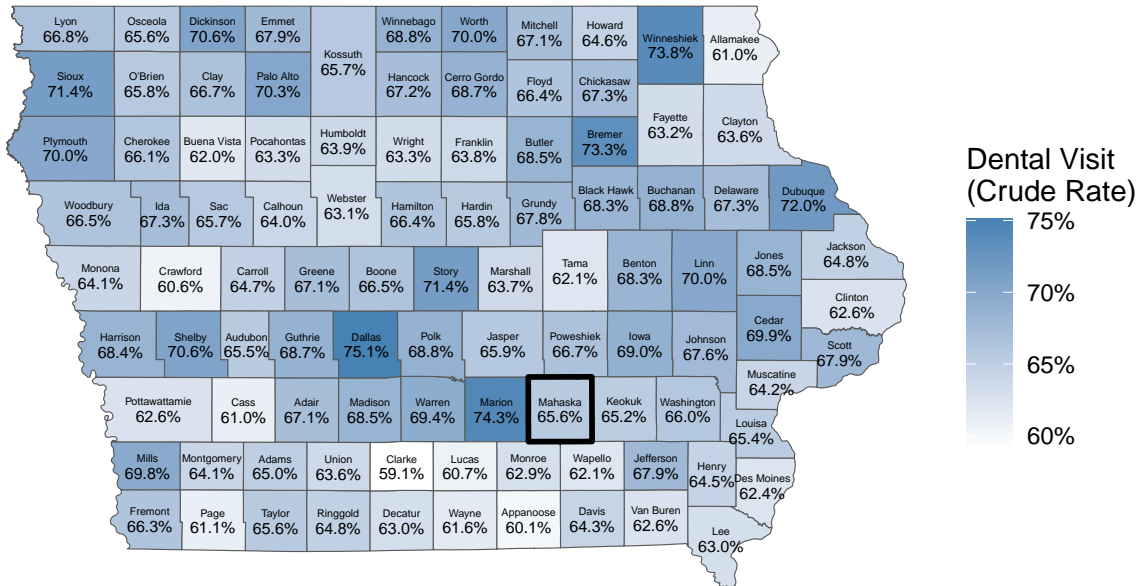 Lyon
66.8%
Osceola
65.6%
Dickinson
70.6%
Emmet
67.9%
Kossuth
65.7%
Winnebago
68.8%
Worth
70.0%
Mitchell
67.1%
Howard
64.6%
Winneshiek
73.8%
Allamakee
61.0%
Sioux
71.4%
O'Brien
65.8%
Clay
66.7%
Palo Alto
70.3%
Hancock
67.2%
Cerro Gordo
68.7%
Floyd
66.4%
Chickasaw
67.3%
Fayette
63.2%
Clayton
63.6%
Plymouth
70.0%
Cherokee
66.1%
Buena Vista
62.0%
Pocahontas
63.3%
Humboldt
63.9%
Wright
63.3%
Franklin
63.8%
Butler
68.5%
Bremer
73.3%
Woodbury
66.5%
Ida
67.3%
Sac
65.7%
Calhoun
64.0%
Webster
63.1%
Hamilton
66.4%
Hardin
65.8%
Grundy
67.8%
Black Hawk
68.3%
Buchanan
68.8%
Delaware
67.3%
Dubuque
72.0%
Monona
64.1%
Crawford
60.6%
Carroll
64.7%
Greene
67.1%
Boone
66.5%
Story
71.4%
Marshall
63.7%
Tama
62.1%
Benton
68.3%
Linn
70.0%
Jones
68.5%
Jackson
64.8%
Clinton
62.6%
Harrison
68.4%
Shelby
70.6%
Audubon
65.5%
Guthrie
68.7%
Dallas
75.1%
Polk
68.8%
Jasper
65.9%
Poweshiek
66.7%
Iowa
69.0%
Johnson
67.6%
Cedar
69.9%
Scott
67.9%
Muscatine
64.2%
Pottawattamie
62.6%
Cass
61.0%
Adair
67.1%
Madison
68.5%
Warren
69.4%
Marion
74.3%
Mahaska
65.6%
Keokuk
65.2%
Washington
66.0%
Louisa
65.4%
Mills
69.8%
Montgomery
64.1%
Adams
65.0%
Union
63.6%
Clarke
59.1%
Lucas
60.7%
Monroe
62.9%
Wapello
62.1%
Jefferson
67.9%
Henry
64.5%
Des Moines
62.4%
Fremont
66.3%
Page
61.1%
Taylor
65.6%
Ringgold
64.8%
Decatur
63.0%
Wayne
61.6%
Appanoose
60.1%
Davis
64.3%
Van Buren
62.6%
Lee
63.0%
Dental Visit
(Crude Rate)
75%
70%
65%
60%